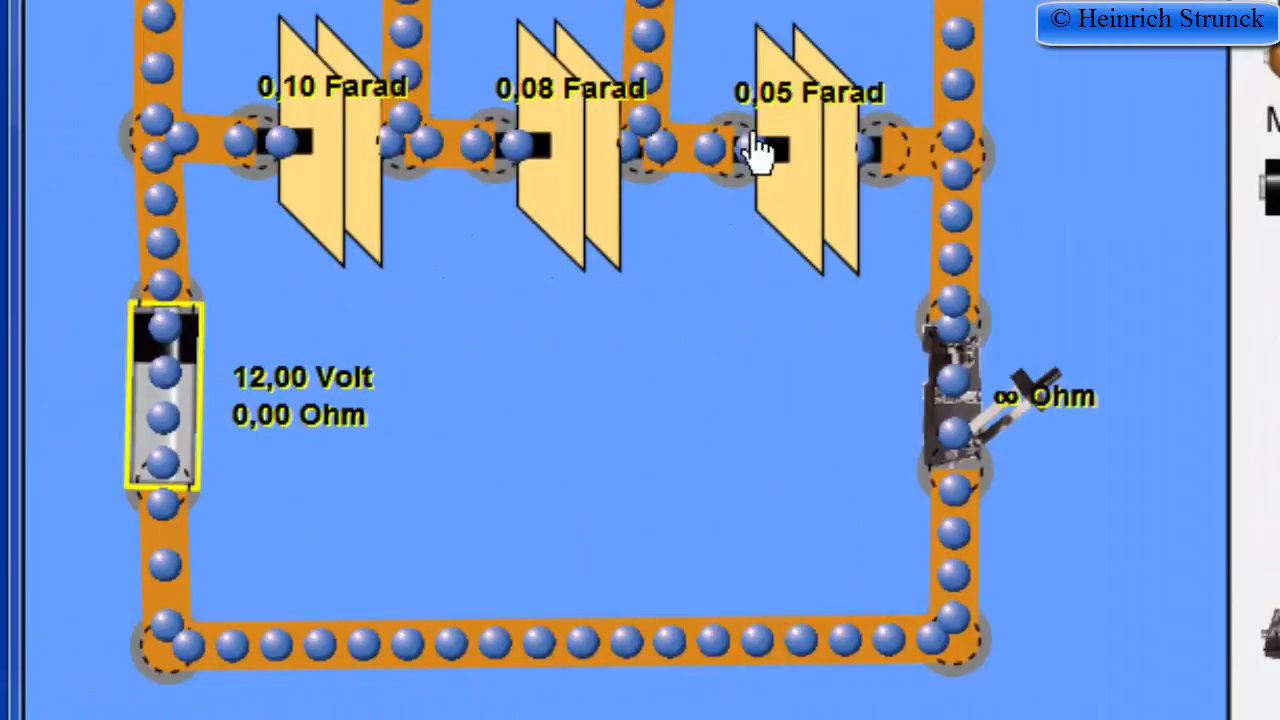 © Heinrich Strunck
0,10 Farad
0,08 Farad
0,05 Farad
12,00 Volt
0,00 Ohm
∞ Ohm